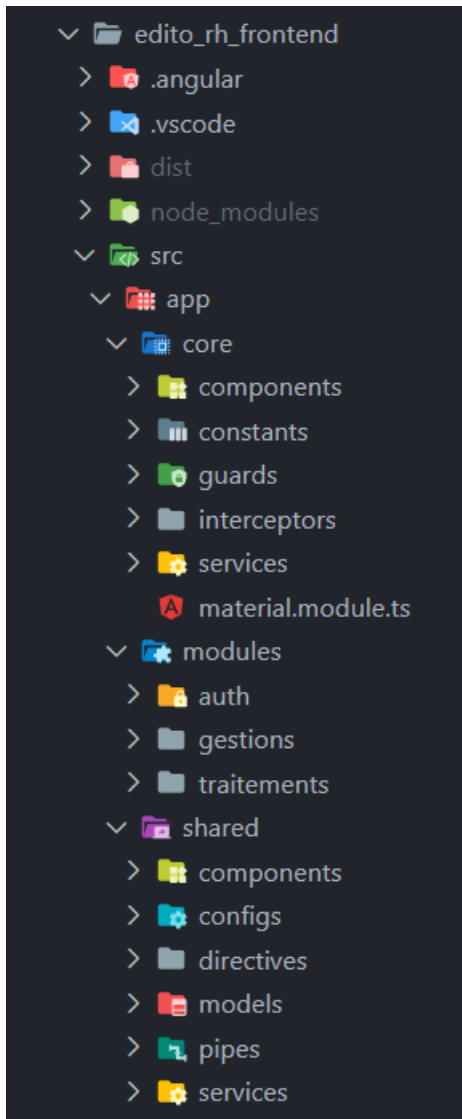 edito_rh_frontend
.angular
.vscode
dist
node_modules
src
app
core
components
constants
guards
interceptors
services
material.module.ts
modules
auth
gestions
traitements
shared
components
configs
directives
models
pipes
services